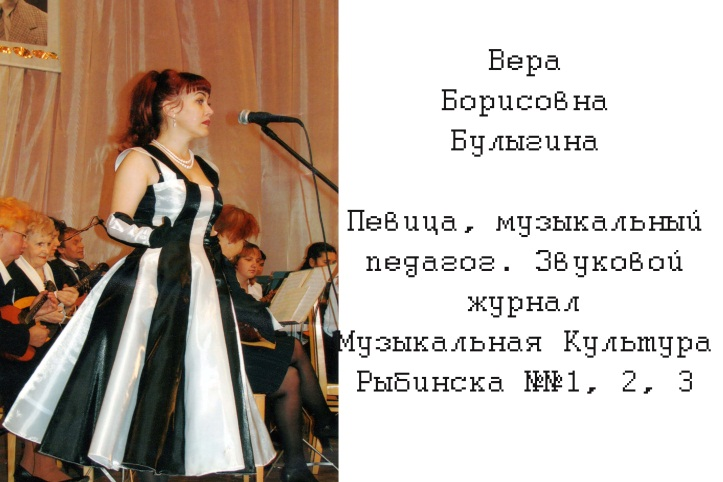 Вера
Борисовна
Булыгина
Певица, музыкальный
педагог. Звуковой
журнал
Музыкальная Культура
Рыбинска №№1, 2, 3